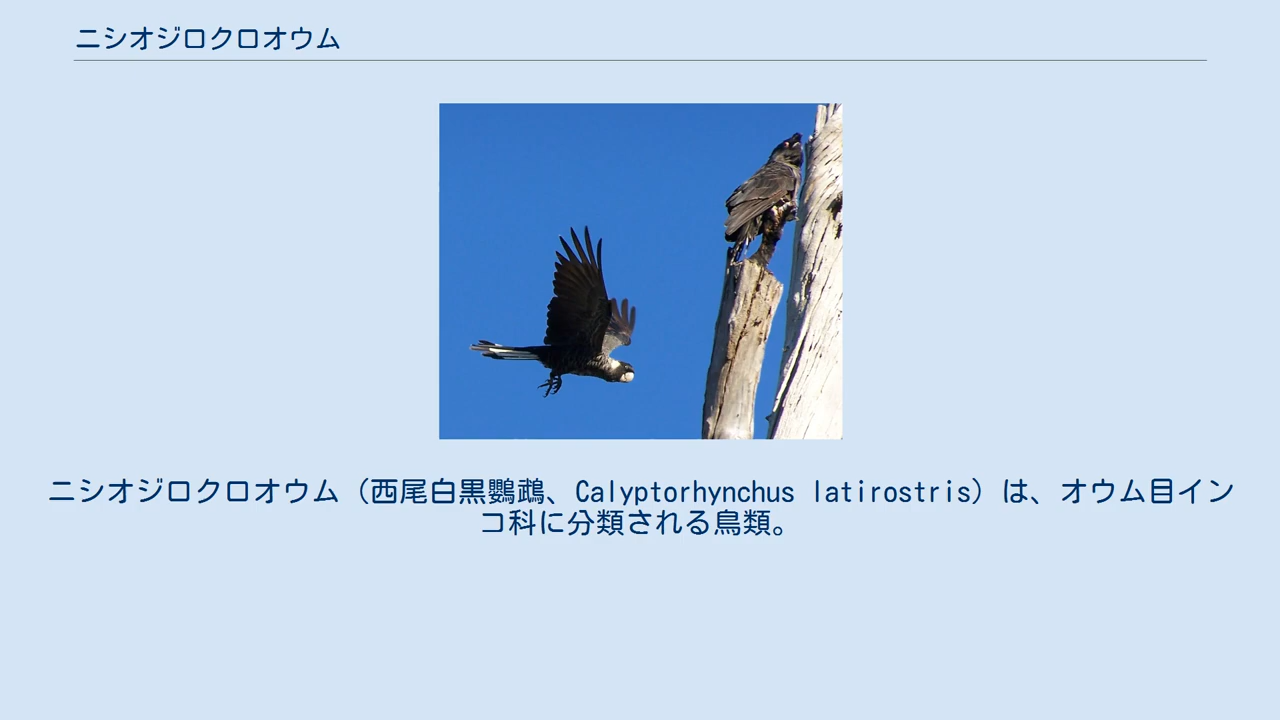 ニシオジロクロオウム
ニシオジロクロオウム（西尾白黒鸚鵡、Calyptorhynchus latirostris）は、オウム目イン
コ科に分類される鳥類。